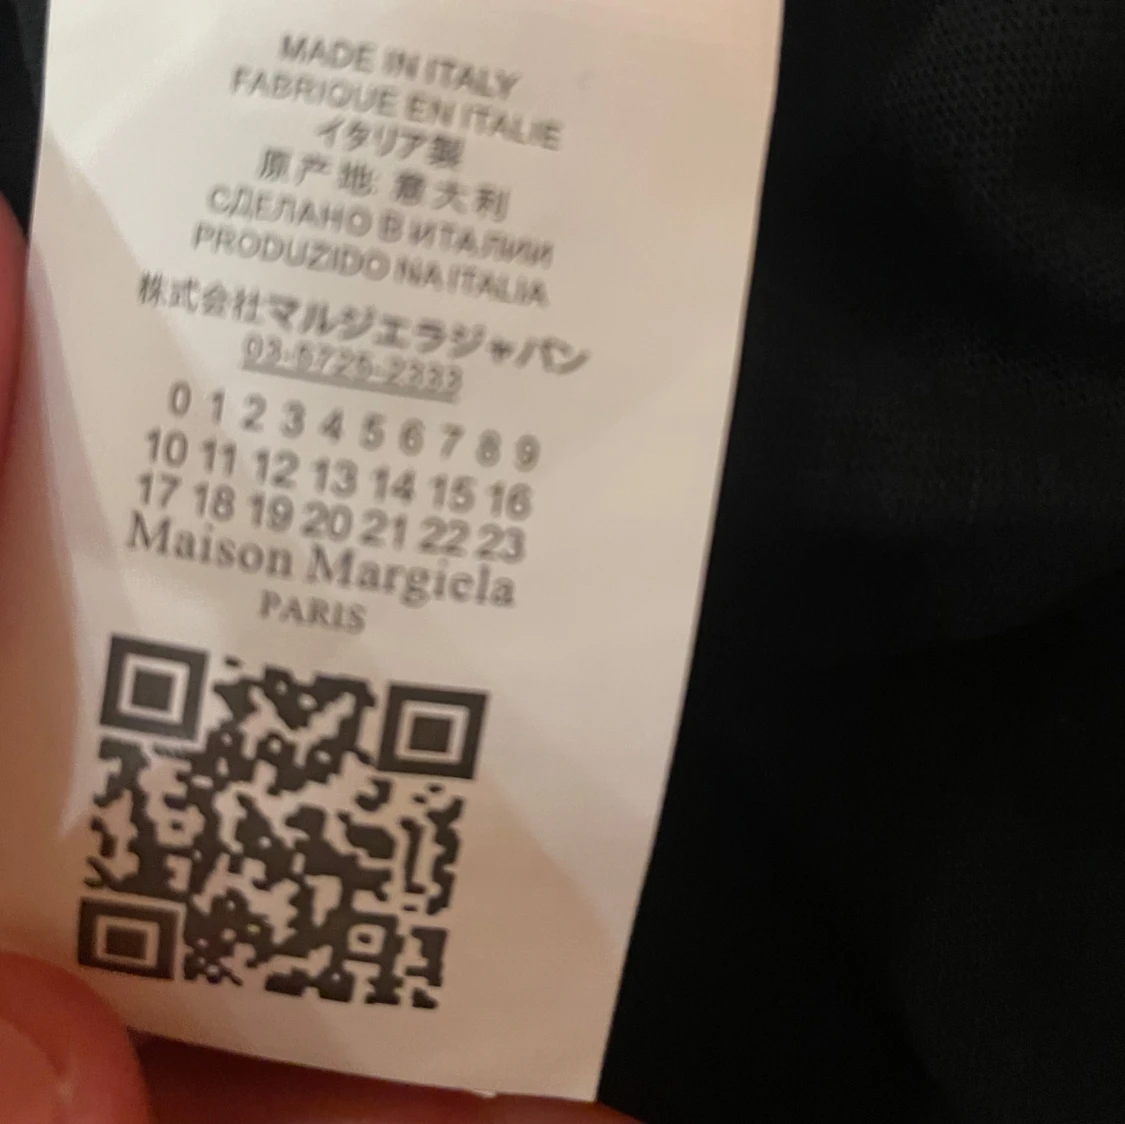 MADE IN ITALY
FABRIQUE EN ITALIE
イタリア製
原产地: 意大利
СДЕЛАНО В ИТАЛИИ
PRODUZIDO NA ITALIA
株式会社マルジェラジャパン
03-5725-2333
0 1 2 3 4 5 6 7 8 9
10 11 12 13 14 15 16
17 18 19 20 21 22 23
Maison Margiela
PARIS